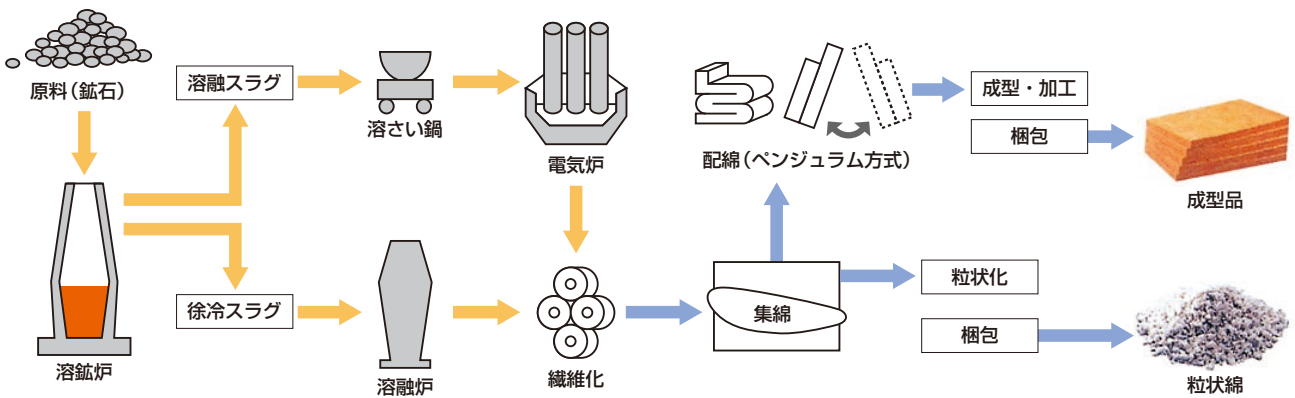 原料(鉱石)
溶鉱炉
溶融スラグ
溶さい鍋
電気炉
徐冷スラグ
溶融炉
繊維化
集綿
配綿(ペンジュラム方式)
成型・加工
梱包
成型品
粒状化
梱包
粒状綿